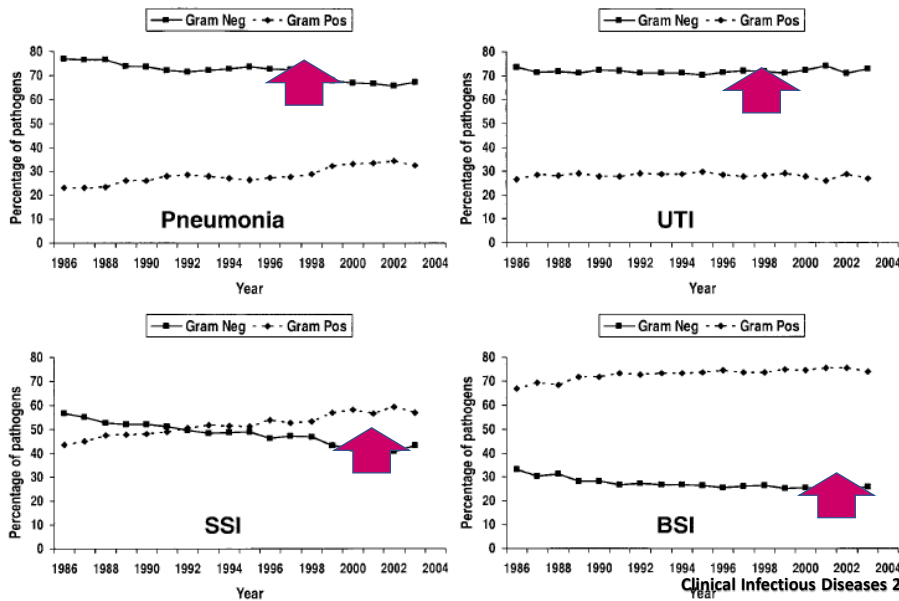 Gram Neg Gram Pos
Percentage of pathogens
80
70
60
50
40
30
20
10
0
Pneumonia
1986 1988 1990 1992 1994 1996 1998 2000 2002 2004
Year
Gram Neg Gram Pos
Percentage of pathogens
80
70
60
50
40
30
20
10
0
UTI
1986 1988 1990 1992 1994 1996 1998 2000 2002 2004
Year
Gram Neg Gram Pos
Percentage of pathogens
80
70
60
50
40
30
20
10
0
SSI
1986 1988 1990 1992 1994 1996 1998 2000 2002 2004
Year
Gram Neg Gram Pos
Percentage of pathogens
80
70
60
50
40
30
20
10
0
BSI
1986 1988 1990 1992 1994 1996 1998 2000 2002 2004
Year
Clinical Infectious Diseases 2